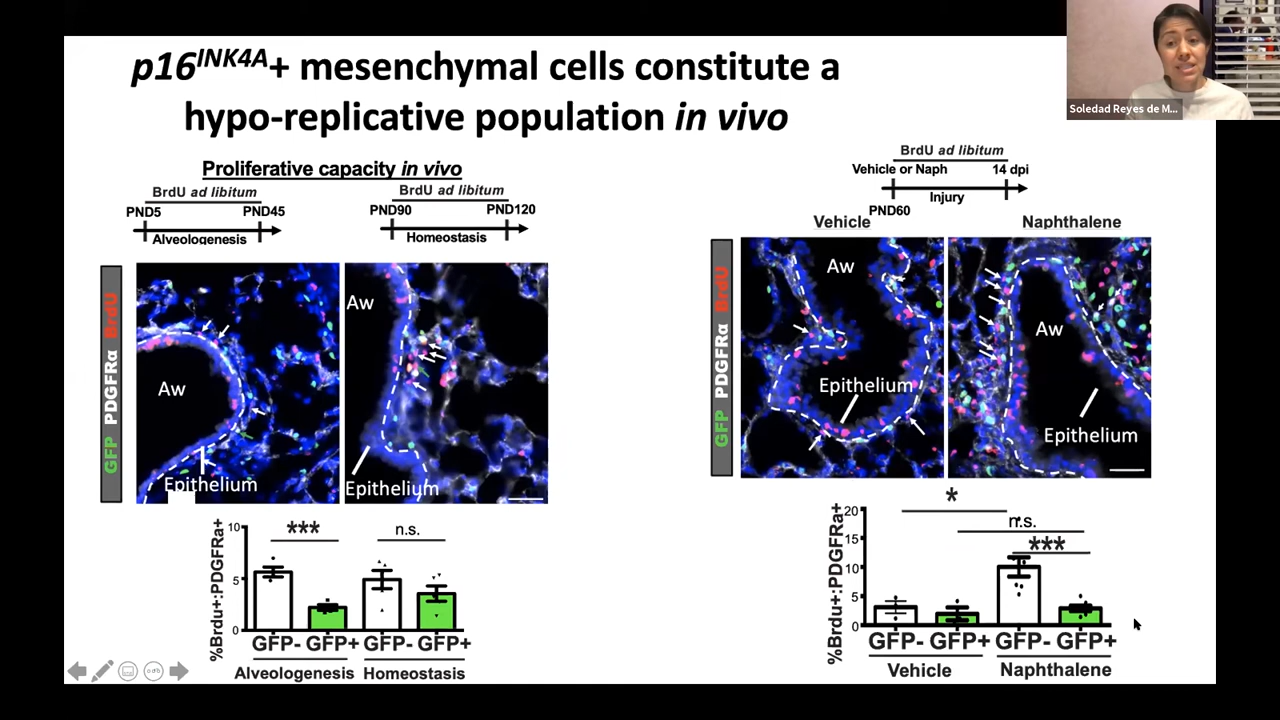 p16INK4A+ mesenchymal cells constitute a
hypo-replicative population in vivo
Soledad Reyes de M...
Proliferative capacity in vivo
BrdU ad libitum
PND5
PND45
Alveologenesis
BrdU ad libitum
PND90
PND120
Homeostasis
GFP PDGFRα BrdU
Aw
Epithelium
Aw
Epithelium
%Brdu+:PDGFRa+
10
5
0
***
n.s.
GFP- GFP+ GFP- GFP+
Alveologenesis Homeostasis
BrdU ad libitum
Vehicle or Naph
14 dpi
Injury
PND60
Vehicle
Naphthalene
GFP PDGFRα BrdU
Aw
Epithelium
Aw
Epithelium
%Brdu+:PDGFRa+
20
15
10
5
0
*
n.s.
***
GFP- GFP+ GFP- GFP+
Vehicle Naphthalene